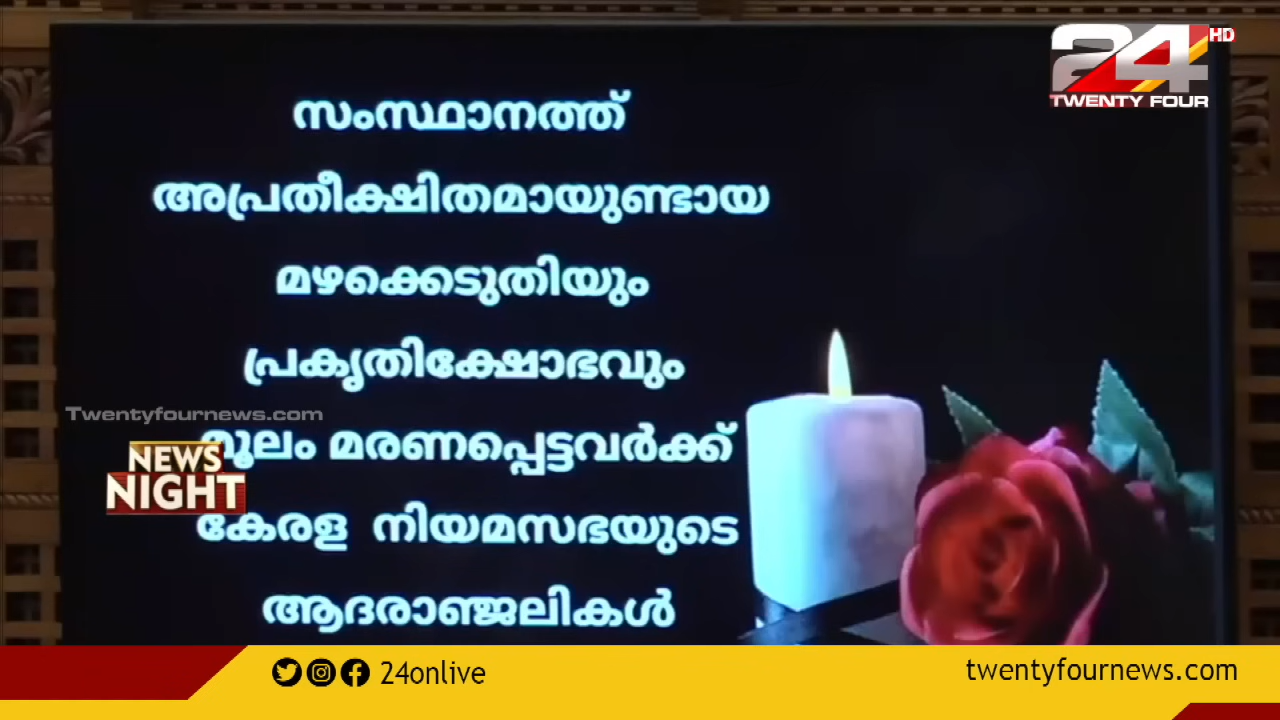 24 HD
TWENTY FOUR
സംസ്ഥാനത്ത്
അപ്രതീക്ഷിതമായുണ്ടായ
മഴക്കെടുതിയും
പ്രകൃതിക്ഷോഭവും
Twentyfournews.com
മൂലം മരണപ്പെട്ടവർക്ക്
NEWS
NIGHT
കേരള നിയമസഭയുടെ
ആദരാഞ്ജലികൾ
24onlive
twentyfournews.com